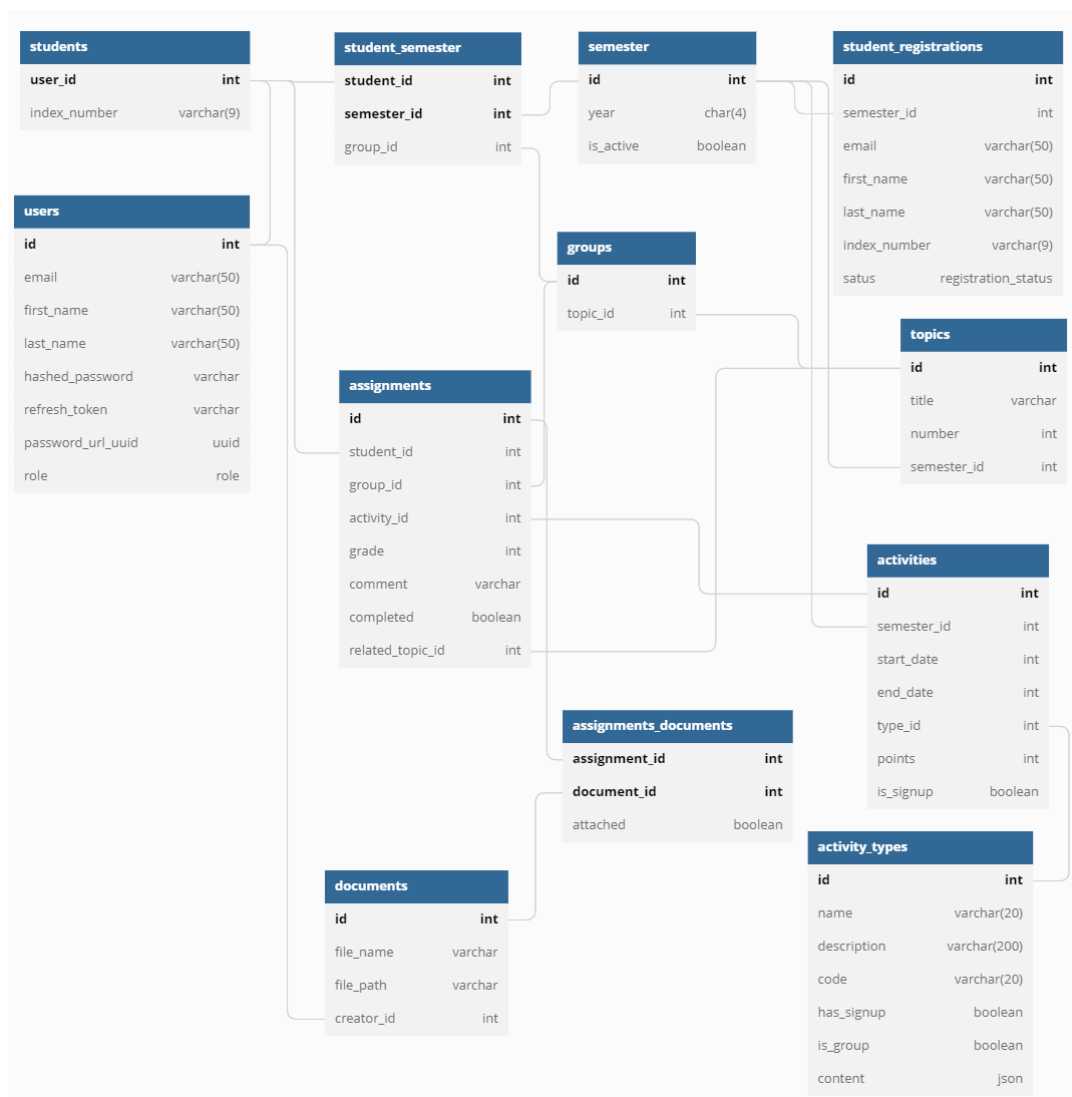 students
user_id int
index_number varchar(9)
student_semester
student_id int
semester_id int
group_id int
semester
id int
year char(4)
is_active boolean
student_registrations
id int
semester_id int
email varchar(50)
first_name varchar(50)
last_name varchar(50)
index_number varchar(9)
satus registration_status
users
id int
email varchar(50)
first_name varchar(50)
last_name varchar(50)
hashed_password varchar
refresh_token varchar
password_url_uuid uuid
role role
groups
id int
topic_id int
topics
id int
title varchar
number int
semester_id int
assignments
id int
student_id int
group_id int
activity_id int
grade int
comment varchar
completed boolean
related_topic_id int
activities
id int
semester_id int
start_date int
end_date int
type_id int
points int
is_signup boolean
assignments_documents
assignment_id int
document_id int
attached boolean
activity_types
id int
name varchar(20)
description varchar(200)
code varchar(20)
has_signup boolean
is_group boolean
content json
documents
id int
file_name varchar
file_path varchar
creator_id int